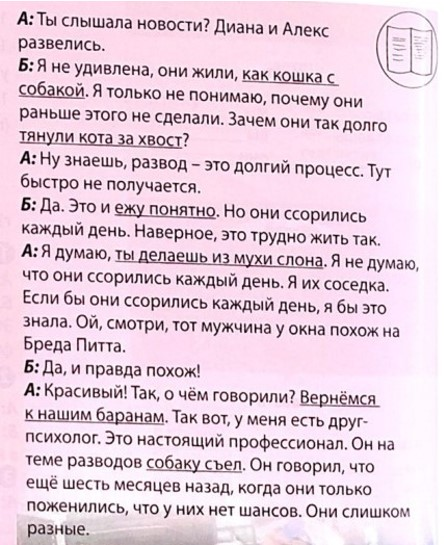 А: Ты слышала новости? Диана и Алекс
развелись.
Б: Я не удивлена, они жили, как кошка с
собакой. Я только не понимаю, почему они
раньше этого не сделали. Зачем они так долго
тянули кота за хвост?
А: Ну знаешь, развод – это долгий процесс. Тут
быстро не получается.
Б: Да. Это и ежу понятно. Но они ссорились
каждый день. Наверное, это трудно жить так.
А: Я думаю, ты делаешь из мухи слона. Я не думаю,
что они ссорились каждый день. Я их соседка.
Если бы они ссорились каждый день, я бы это
знала. Ой, смотри, тот мужчина у окна похож на
Бреда Питта.
Б: Да, и правда похож!
А: Красивый! Так, о чём говорили? Вернёмся
к нашим баранам. Так вот, у меня есть друг-
психолог. Это настоящий профессионал. Он на
теме разводов собаку съел. Он говорил, что
ещё шесть месяцев назад, когда они только
поженились, что у них нет шансов. Они слишком
разные.